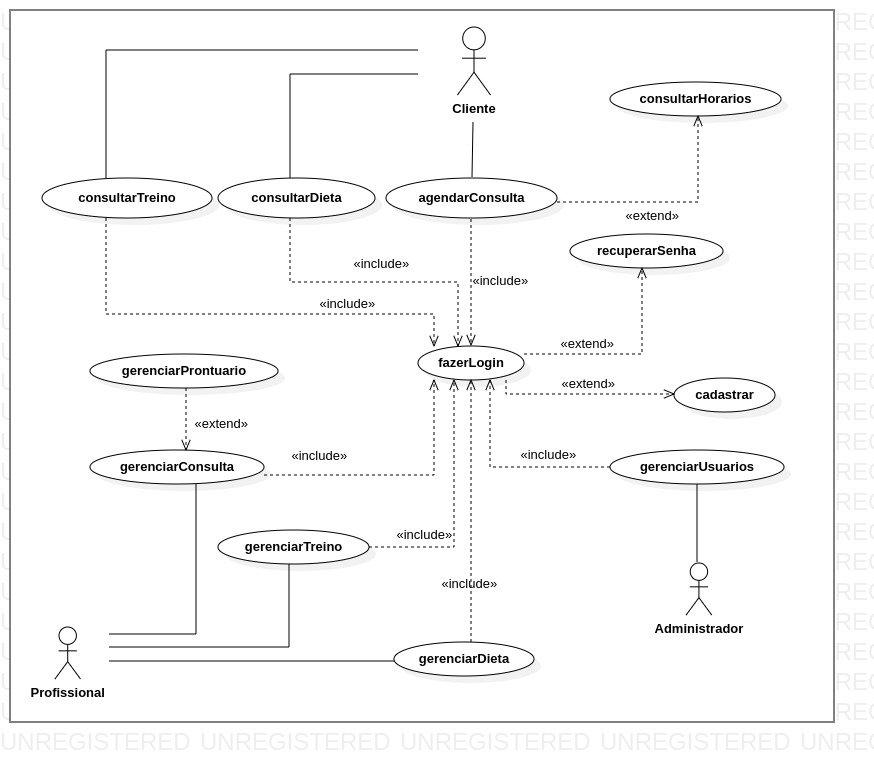 Cliente
consultarHorarios
consultarTreino
consultarDieta
agendarConsulta
«extend»
recuperarSenha
«include»
«include»
«include»
«extend»
fazerLogin
gerenciarProntuario
«extend»
cadastrar
«extend»
«include»
«include»
gerenciarConsulta
gerenciarUsuarios
«include»
gerenciarTreino
«include»
Administrador
gerenciarDieta
Profissional
UNREGISTERED UNREGISTERED UNREGISTERED UNREGISTERED UNREG